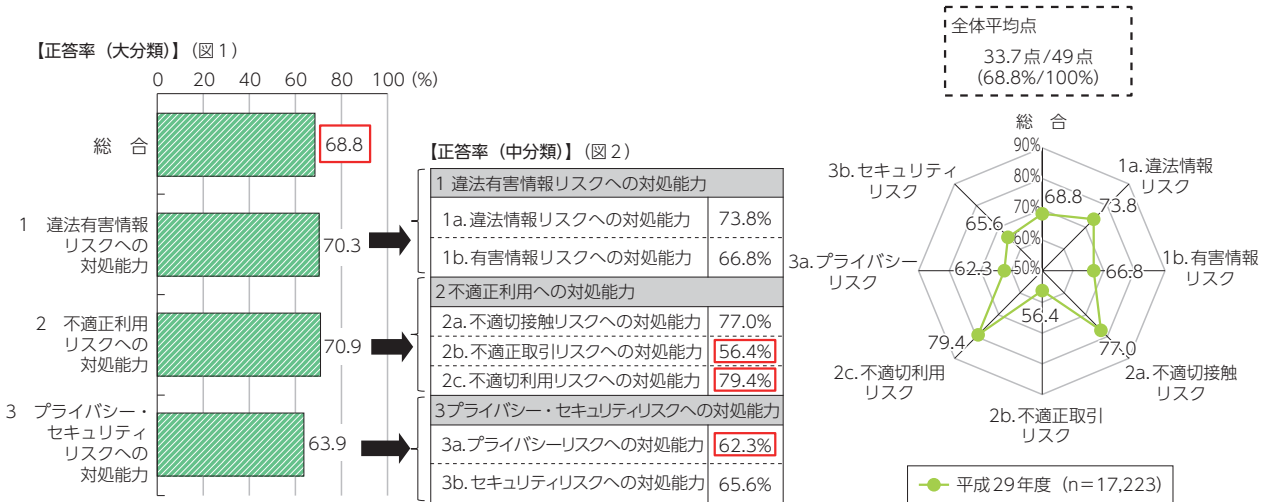 【正答率（大分類）】（図1）
0 20 40 60 80 100 (%)
総 合
68.8
1 違法有害情報
リスクへの
対処能力
70.3
2 不適正利用
リスクへの
対処能力
70.9
3 プライバシー・
セキュリティ
リスクへの
対処能力
63.9
【正答率（中分類）】（図2）
1 違法有害情報リスクへの対処能力
1a.違法情報リスクへの対処能力 73.8%
1b.有害情報リスクへの対処能力 66.8%
2不適正利用への対処能力
2a.不適切接触リスクへの対処能力 77.0%
2b.不適正取引リスクへの対処能力 56.4%
2c.不適切利用リスクへの対処能力 79.4%
3プライバシー・セキュリティリスクへの対処能力
3a.プライバシーリスクへの対処能力 62.3%
3b.セキュリティリスクへの対処能力 65.6%
全体平均点
33.7点/49点
(68.8%/100%)
総 合
90%
80%
70%
60%
50%
68.8
1a.違法情報
リスク
73.8
1b.有害情報
リスク
66.8
2a.不適切接触
リスク
77.0
2b.不適正取引
リスク
56.4
2c.不適切利用
リスク
79.4
3a.プライバシー
リスク
62.3
3b.セキュリティ
リスク
65.6
平成29年度（n＝17,223）